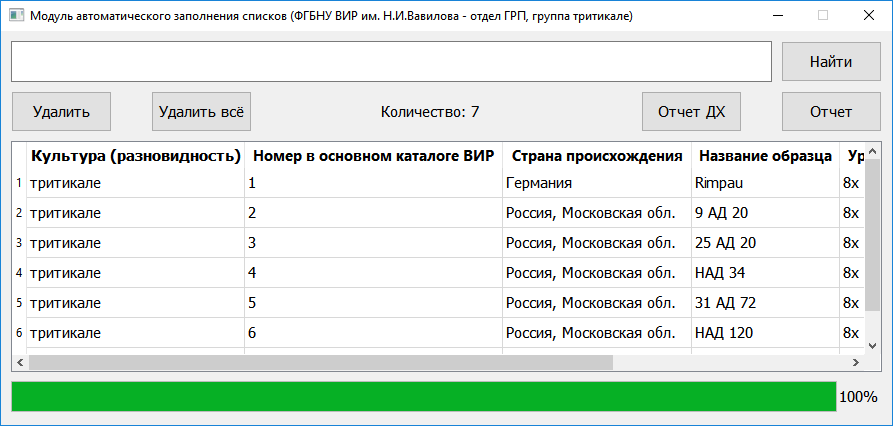 Модуль автоматического заполнения списков (ФГБНУ ВИР им. Н.И.Вавилова - отдел ГРП, группа тритикале)
Найти
Удалить Удалить всё Количество: 7 Отчет ДХ Отчет
Культура (разновидность) Номер в основном каталоге ВИР Страна происхождения Название образца Ур
1 тритикале 1 Германия Rimpau 8x
2 тритикале 2 Россия, Московская обл. 9 АД 20 8x
3 тритикале 3 Россия, Московская обл. 25 АД 20 8x
4 тритикале 4 Россия, Московская обл. НАД 34 8x
5 тритикале 5 Россия, Московская обл. 31 АД 72 8x
6 тритикале 6 Россия, Московская обл. НАД 120 8x
100%